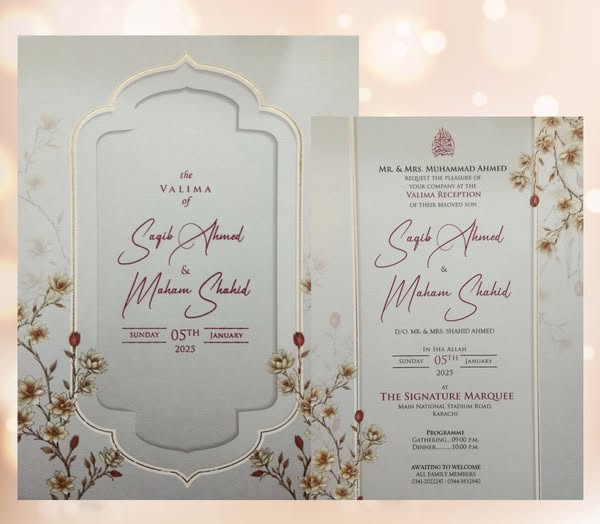 the
VALIMA
of
Saqib Ahmed
&
Maham Shahid
SUNDAY 05TH JANUARY
2025
MR. & MRS. MUHAMMAD AHMED
REQUEST THE PLEASURE OF
YOUR COMPANY AT THE
VALIMA RECEPTION
OF THEIR BELOVED SON
Saqib Ahmed
&
Maham Shahid
D/O. MR. & MRS. SHAHID AHMED
IN SHA ALLAH
SUNDAY 05TH JANUARY
2025
AT
THE SIGNATURE MARQUEE
MAIN NATIONAL STADIUM ROAD,
KARACHI
PROGRAMME
GATHERING...09:00 P.M.
DINNER..........10:00 P.M.
AWAITING TO WELCOME
ALL FAMILY MEMBERS
0341-2022247 - 0344-3832840